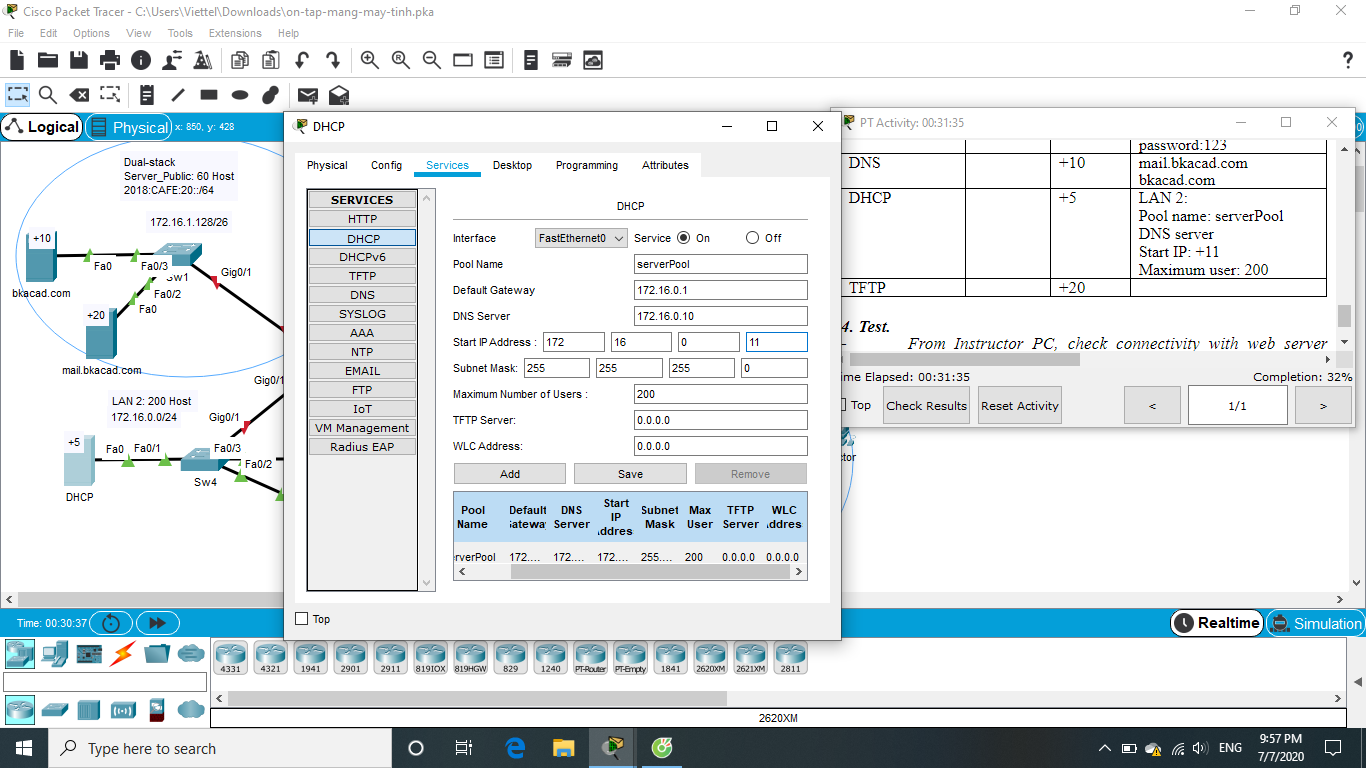 Cisco Packet Tracer - C:\Users\Viettel\Downloads\on-tap-mang-may-tinh.pka
File Edit Options View Tools Extensions Help
Logical
Physical
x: 850, y: 428
Dual-stack
Server_Public: 60 Host
2018:CAFE:20::/64
172.16.1.128/26
+10
Fa0
Fa0/3
Sw1
Gig0/1
bkacad.com
Fa0/2
Fa0
+20
mail.bkacad.com
Gig0/1
LAN 2: 200 Host
172.16.0.0/24
Gig0/1
+5
Fa0
Fa0/1
Fa0/3
Fa0/2
Sw4
DHCP
DHCP
Physical Config Services Desktop Programming Attributes
SERVICES
HTTP
DHCP
DHCPv6
TFTP
DNS
SYSLOG
AAA
NTP
EMAIL
FTP
IoT
VM Management
Radius EAP
DHCP
Interface FastEthernet0 Service On Off
Pool Name serverPool
Default Gateway 172.16.0.1
DNS Server 172.16.0.10
Start IP Address : 172 16 0 11
Subnet Mask: 255 255 255 0
Maximum Number of Users : 200
TFTP Server: 0.0.0.0
WLC Address: 0.0.0.0
Add Save Remove
Pool Name
Default
DNS Server
Start IP
Subnet Mask
Max User
TFTP Server
WLC
erverPool 172.... 172.... 172.... 255.... 200 0.0.0.0 0.0.0.0
Top
PT Activity: 00:31:35
password:123
DNS +10 mail.bkacad.com
bkacad.com
DHCP +5 LAN 2:
Pool name: serverPool
DNS server
Start IP: +11
Maximum user: 200
TFTP +20
4. Test.
From Instructor PC, check connectivity with web server
ime Elapsed: 00:31:35 Completion: 32%
Top
Check Results Reset Activity < 1/1 >
ctor
Time: 00:30:37
Realtime Simulation
4331 4321 1941 2901 2911 819IOX 819HGW 829 1240 PT-Router PT-Empty 1841 2620XM 2621XM 2811
2620XM
Type here to search
ENG
9:57 PM
7/7/2020